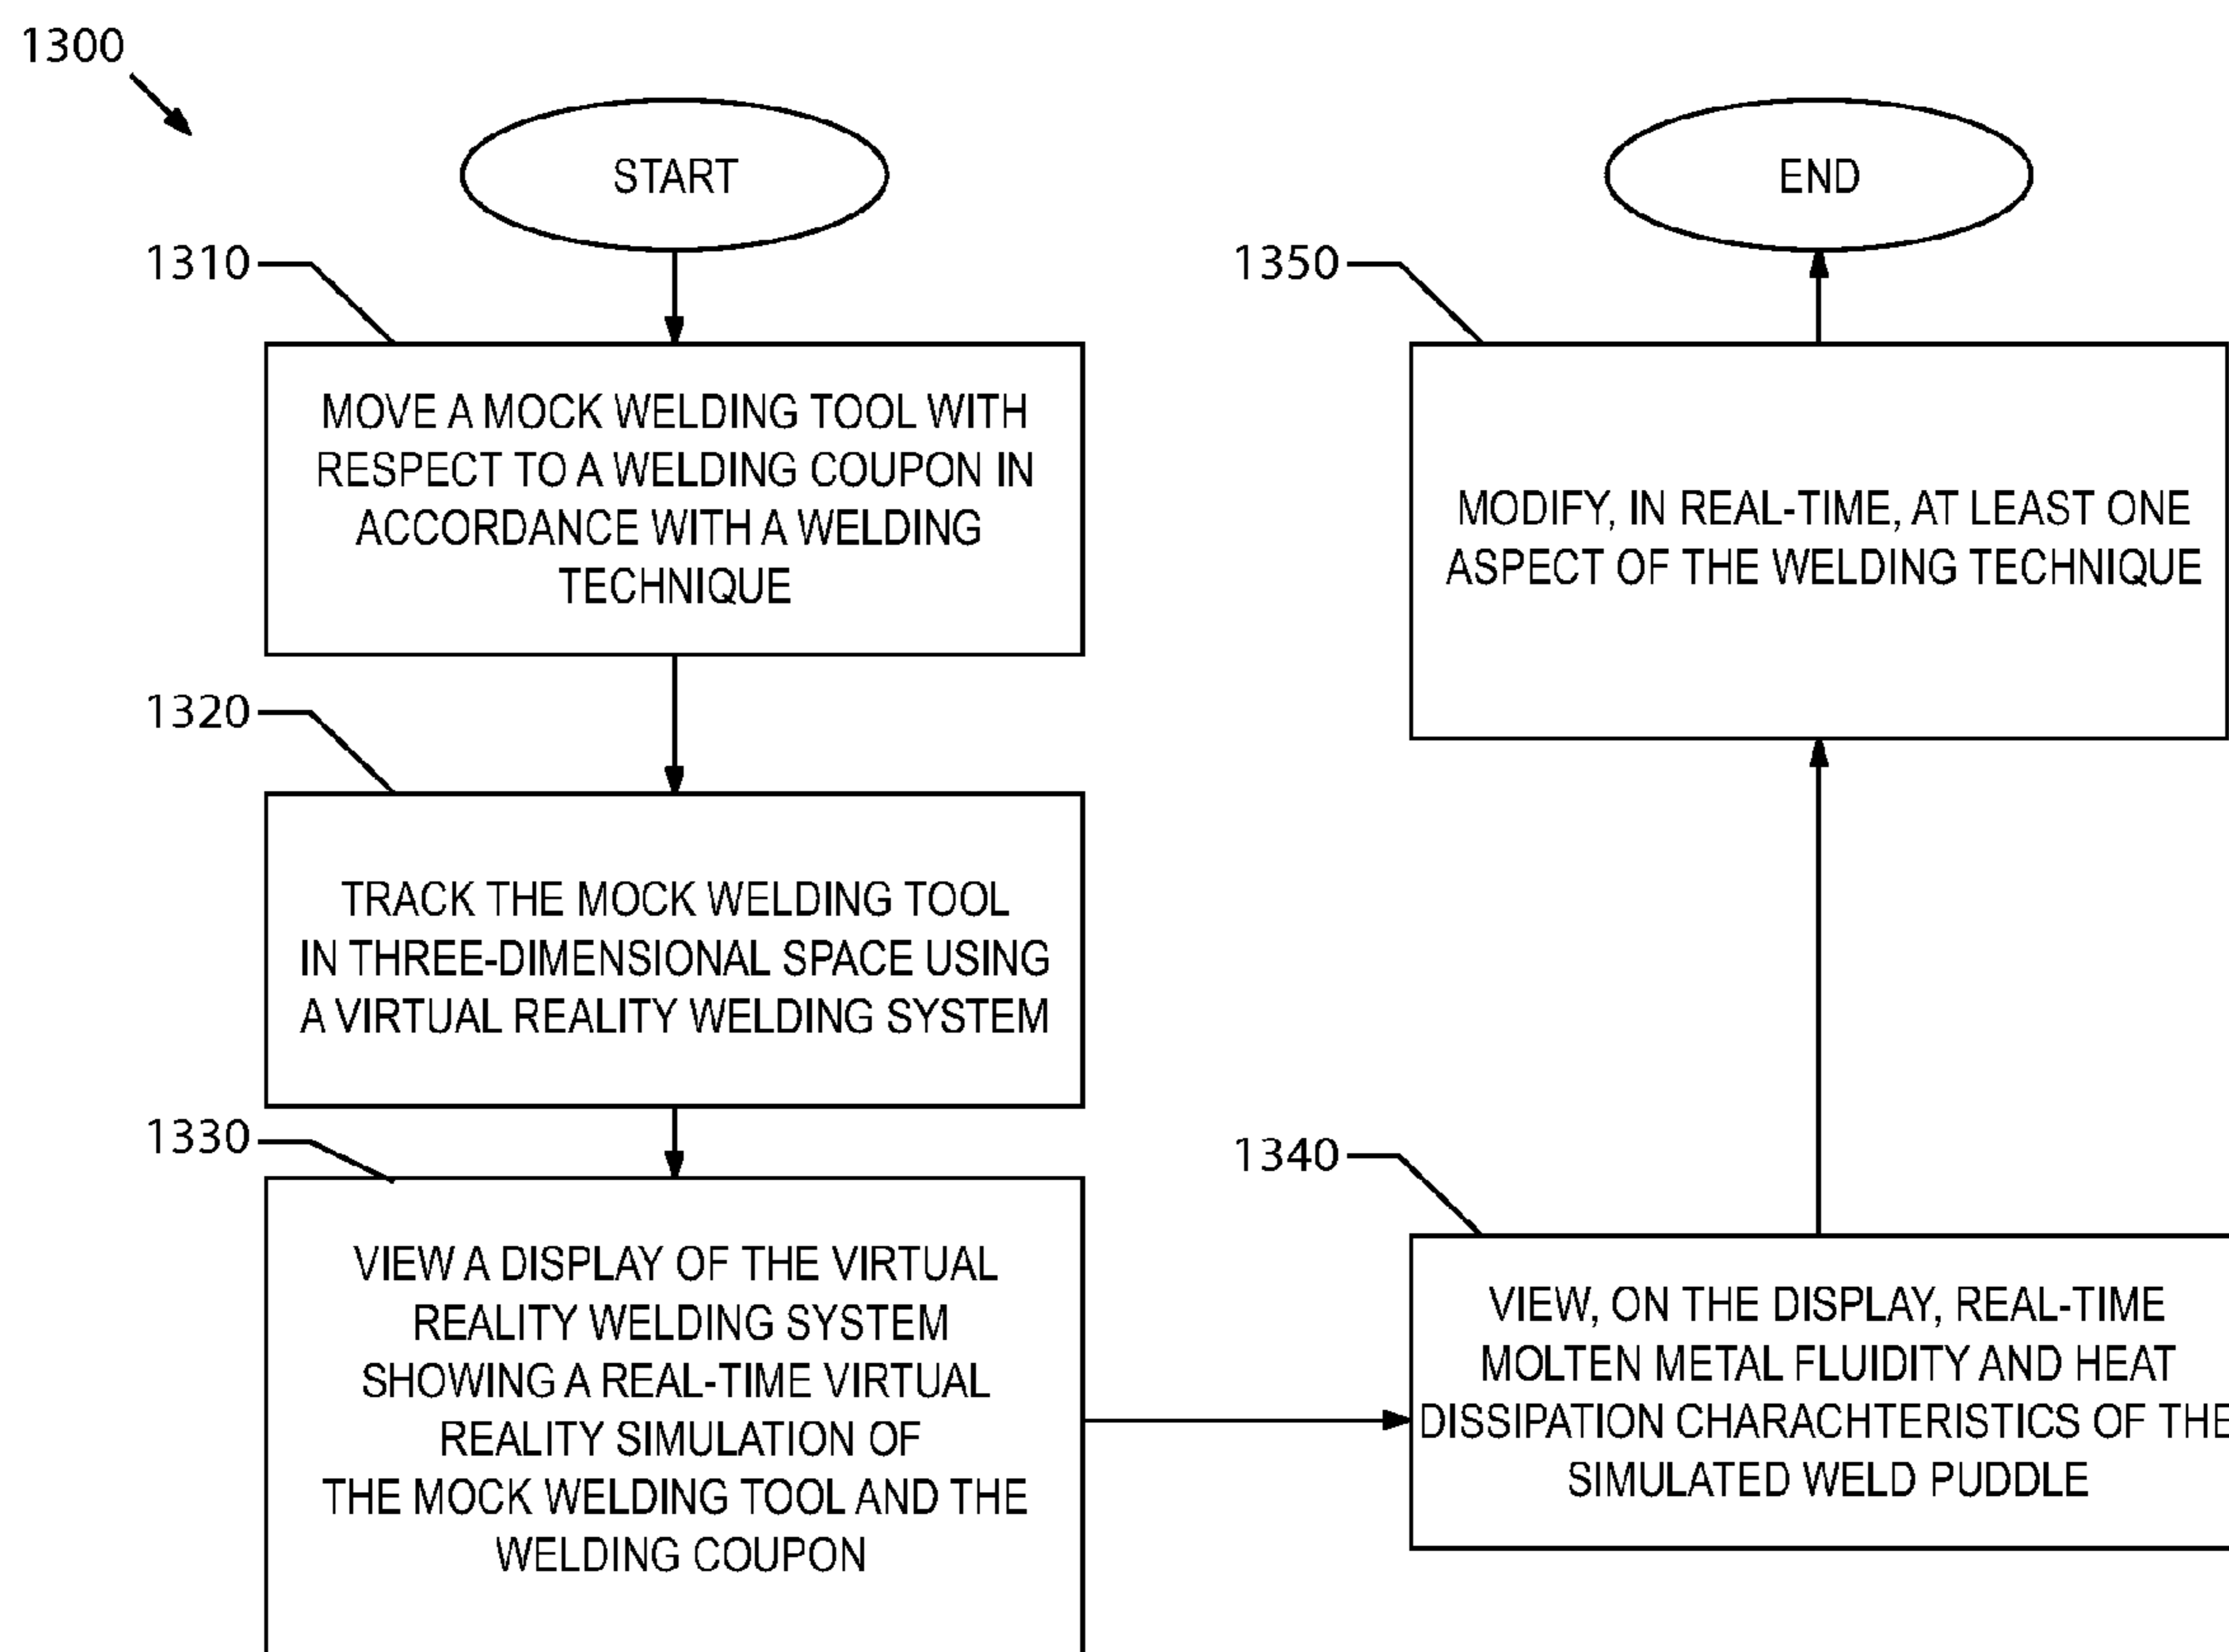 1300
START
1310
MOVE A MOCK WELDING TOOL WITH
RESPECT TO A WELDING COUPON IN
ACCORDANCE WITH A WELDING
TECHNIQUE
1320
TRACK THE MOCK WELDING TOOL
IN THREE-DIMENSIONAL SPACE USING
A VIRTUAL REALITY WELDING SYSTEM
1330
VIEW A DISPLAY OF THE VIRTUAL
REALITY WELDING SYSTEM
SHOWING A REAL-TIME VIRTUAL
REALITY SIMULATION OF
THE MOCK WELDING TOOL AND THE
WELDING COUPON
1340
VIEW, ON THE DISPLAY, REAL-TIME
MOLTEN METAL FLUIDITY AND HEAT
DISSIPATION CHARACHTERISTICS OF THE
SIMULATED WELD PUDDLE
1350
MODIFY, IN REAL-TIME, AT LEAST ONE
ASPECT OF THE WELDING TECHNIQUE
END